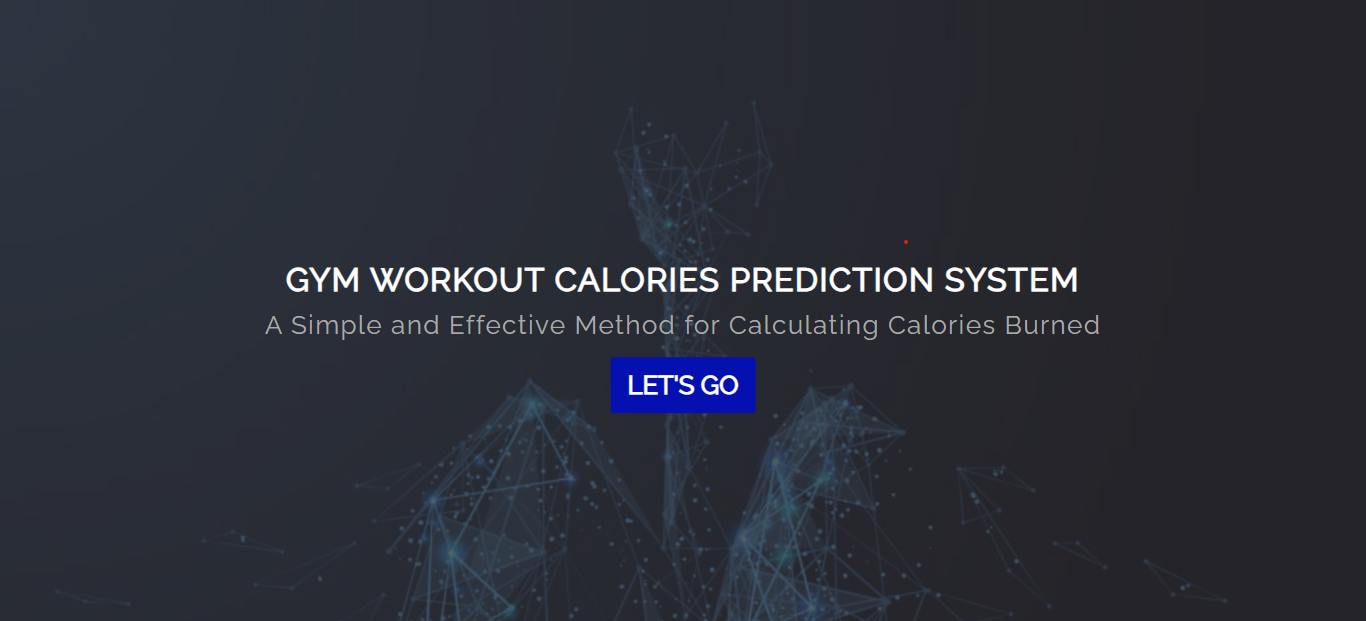 GYM WORKOUT CALORIES PREDICTION SYSTEM
A Simple and Effective Method for Calculating Calories Burned
LET'S GO